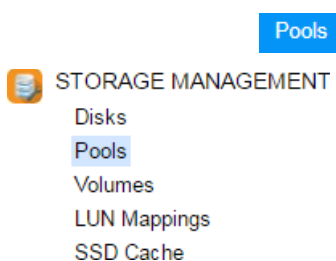 Pools
STORAGE MANAGEMENT
Disks
Pools
Volumes
LUN Mappings
SSD Cache